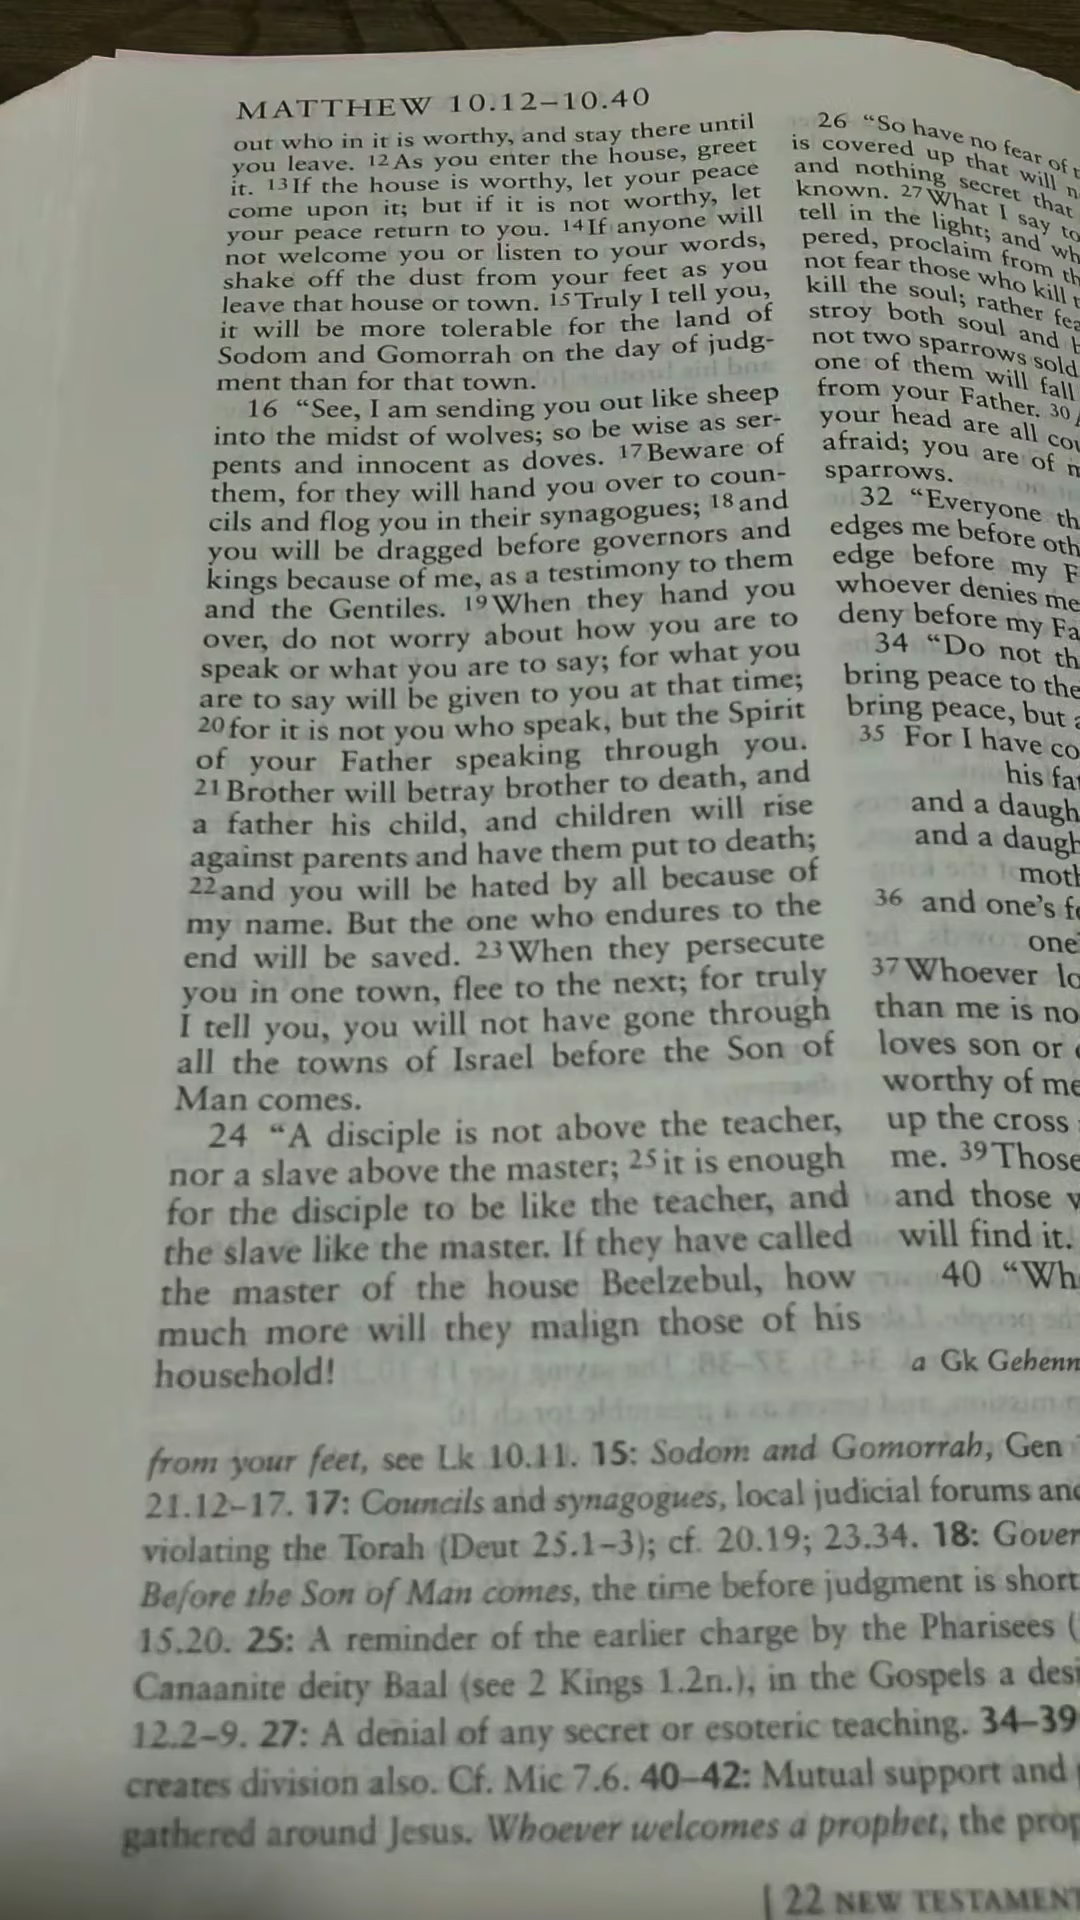 MATTHEW 10.12–10.40
out who in it is worthy, and stay there until
you leave. 12 As you enter the house, greet
it. 13 If the house is worthy, let your peace
come upon it; but if it is not worthy, let
your peace return to you. 14 If anyone will
not welcome you or listen to your words,
shake off the dust from your feet as you
leave that house or town. 15 Truly I tell you,
it will be more tolerable for the land of
Sodom and Gomorrah on the day of judg-
ment than for that town.
16 “See, I am sending you out like sheep
into the midst of wolves; so be wise as ser-
pents and innocent as doves. 17 Beware of
them, for they will hand you over to coun-
cils and flog you in their synagogues; 18 and
you will be dragged before governors and
kings because of me, as a testimony to them
and the Gentiles. 19 When they hand you
over, do not worry about how you are to
speak or what you are to say; for what you
are to say will be given to you at that time;
20 for it is not you who speak, but the Spirit
of your Father speaking through you.
21 Brother will betray brother to death, and
a father his child, and children will rise
against parents and have them put to death;
22 and you will be hated by all because of
my name. But the one who endures to the
end will be saved. 23 When they persecute
you in one town, flee to the next; for truly
I tell you, you will not have gone through
all the towns of Israel before the Son of
Man comes.
24 “A disciple is not above the teacher,
nor a slave above the master; 25 it is enough
for the disciple to be like the teacher, and
the slave like the master. If they have called
the master of the house Beelzebul, how
much more will they malign those of his
household!
26 “So have no fear of
is covered up that will
and nothing secret that
known. 27 What I say to
tell in the light; and
pered, proclaim from
not fear those who kill
kill the soul; rather
stroy both soul and
not two sparrows sold
one of them will fall
from your Father. 30
your head are all
afraid; you are of
sparrows.
32 “Everyone
edges me before
edge before my
whoever denies me
deny before my
34 “Do not
bring peace to the
bring peace, but
35 For I have
his
and a
and a
36 and one’s
37 Whoever
than me is
loves son or
worthy of me
up the cross
me. 39 Those
and those
will find it.
40 “
a Gk
from your feet, see Lk 10.11. 15: Sodom and Gomorrah, Gen
21.12–17. 17: Councils and synagogues, local judicial forums
violating the Torah (Deut 25.1–3); cf. 20.19; 23.34. 18:
Before the Son of Man comes, the time before judgment is short
15.20. 25: A reminder of the earlier charge by the Pharisees (
Canaanite deity Baal (see 2 Kings 1.2n.), in the Gospels a
12.2–9. 27: A denial of any secret or esoteric teaching. 34–39
creates division also. Cf. Mic 7.6. 40–42: Mutual support and
gathered around Jesus. Whoever welcomes a prophet, the
| 22 NEW TESTAMENT